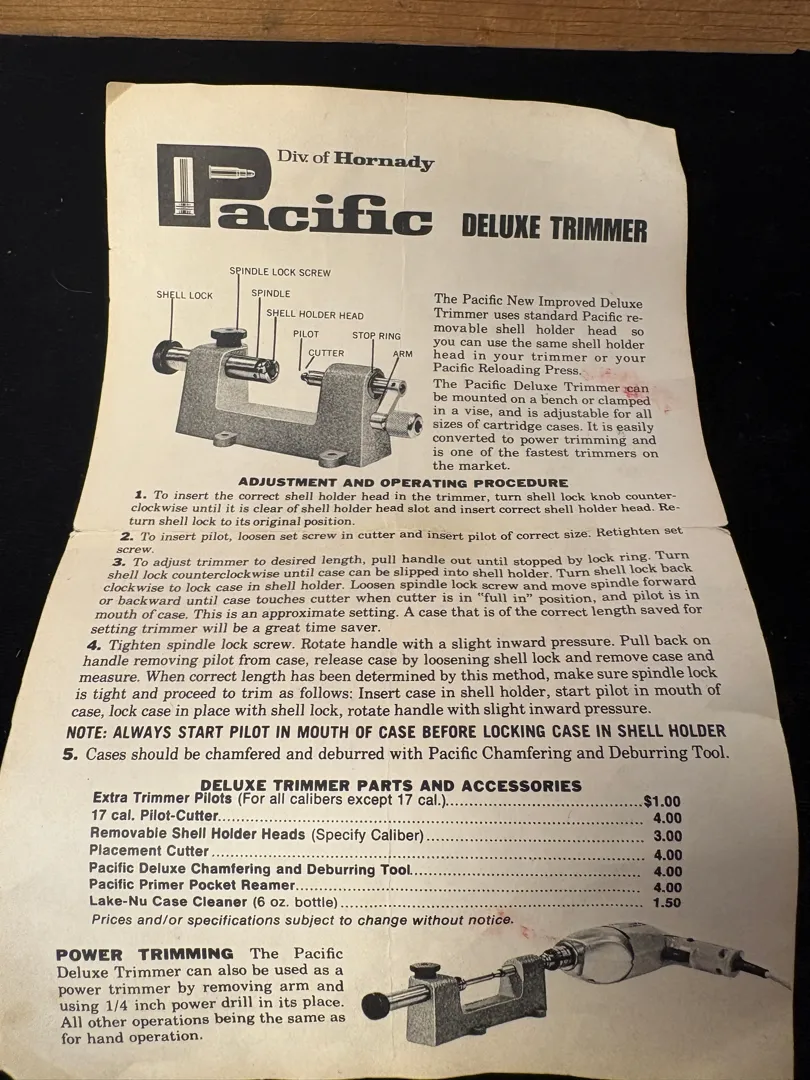 Div. of Hornady
Pacific DELUXE TRIMMER
SPINDLE LOCK SCREW
SHELL LOCK
SPINDLE
SHELL HOLDER HEAD
PILOT
STOP RING
CUTTER
ARM
The Pacific New Improved Deluxe
Trimmer uses standard Pacific re-
movable shell holder head so
you can use the same shell holder
head in your trimmer or your
Pacific Reloading Press.
The Pacific Deluxe Trimmer can
be mounted on a bench or clamped
in a vise, and is adjustable for all
sizes of cartridge cases. It is easily
converted to power trimming and
is one of the fastest trimmers on
the market.
ADJUSTMENT AND OPERATING PROCEDURE
1. To insert the correct shell holder head in the trimmer, turn shell lock knob counter-
clockwise until it is clear of shell holder head slot and insert correct shell holder head. Re-
turn shell lock to its original position.
2. To insert pilot, loosen set screw in cutter and insert pilot of correct size. Retighten set
screw.
3. To adjust trimmer to desired length, pull handle out until stopped by lock ring. Turn
shell lock counterclockwise until case can be slipped into shell holder. Turn shell lock back
clockwise to lock case in shell holder. Loosen spindle lock screw and move spindle forward
or backward until case touches cutter when cutter is in "full in" position, and pilot is in
mouth of case. This is an approximate setting. A case that is of the correct length saved for
setting trimmer will be a great time saver.
4. Tighten spindle lock screw. Rotate handle with a slight inward pressure. Pull back on
handle removing pilot from case, release case by loosening shell lock and remove case and
measure. When correct length has been determined by this method, make sure spindle lock
is tight and proceed to trim as follows: Insert case in shell holder, start pilot in mouth of
case, lock case in place with shell lock, rotate handle with slight inward pressure.
NOTE: ALWAYS START PILOT IN MOUTH OF CASE BEFORE LOCKING CASE IN SHELL HOLDER
5. Cases should be chamfered and deburred with Pacific Chamfering and Deburring Tool.
DELUXE TRIMMER PARTS AND ACCESSORIES
Extra Trimmer Pilots (For all calibers except 17 cal.)..............................$1.00
17 cal. Pilot-Cutter.............................. 4.00
Removable Shell Holder Heads (Specify Caliber).............................. 3.00
Placement Cutter .............................. 4.00
Pacific Deluxe Chamfering and Deburring Tool.............................. 4.00
Pacific Primer Pocket Reamer.............................. 4.00
Lake-Nu Case Cleaner (6 oz. bottle).............................. 1.50
Prices and/or specifications subject to change without notice.
POWER TRIMMING The Pacific
Deluxe Trimmer can also be used as a
power trimmer by removing arm and
using 1/4 inch power drill in its place.
All other operations being the same as
for hand operation.